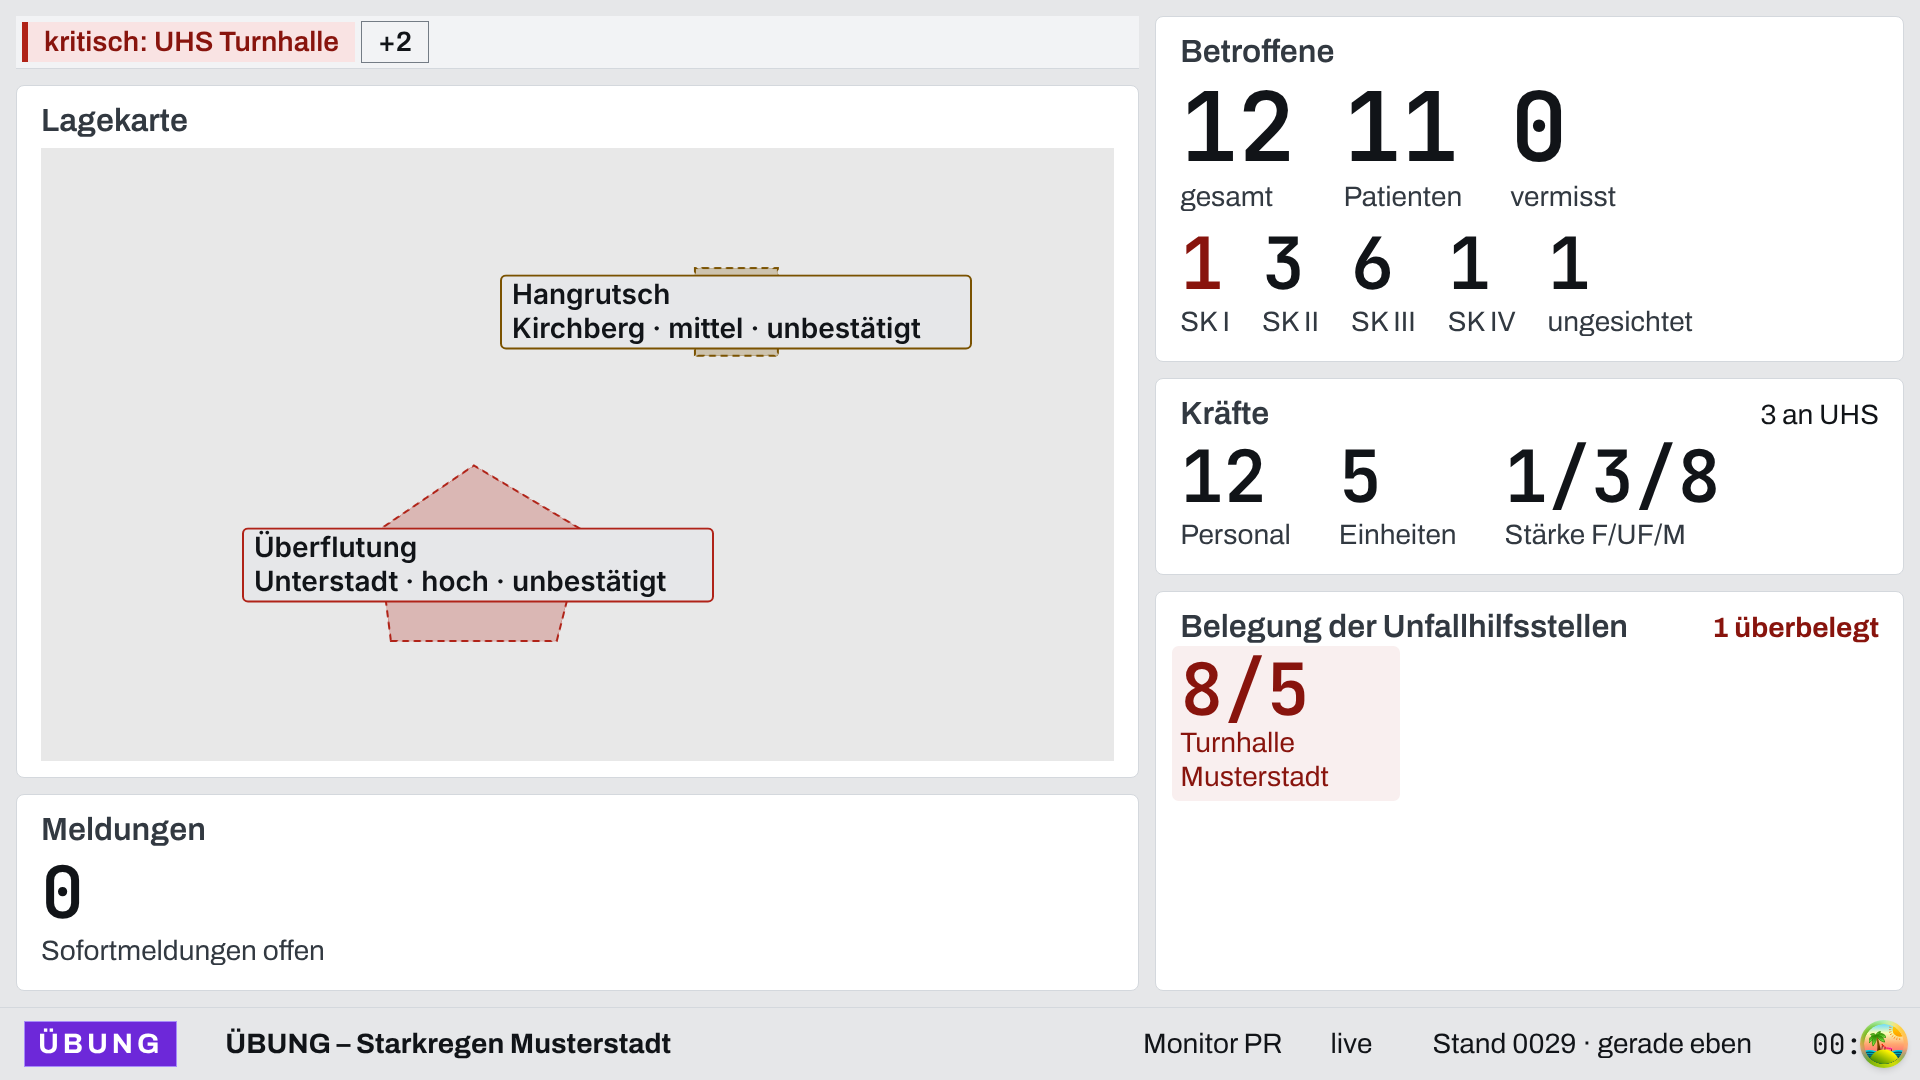 kritisch: UHS Turnhalle
+2
Lagekarte
Hangrutsch
Kirchberg · mittel · unbestätigt
Überflutung
Unterstadt · hoch · unbestätigt
Meldungen
0
Sofortmeldungen offen
Betroffene
12 11 0
gesamt Patienten vermisst
1 3 6 1 1
SK I SK II SK III SK IV ungesichtet
Kräfte 3 an UHS
12 5 1/3/8
Personal Einheiten Stärke F/UF/M
Belegung der Unfallhilfsstellen 1 überbelegt
8/5
Turnhalle
Musterstadt
ÜBUNG ÜBUNG – Starkregen Musterstadt Monitor PR live Stand 0029 · gerade eben 00: